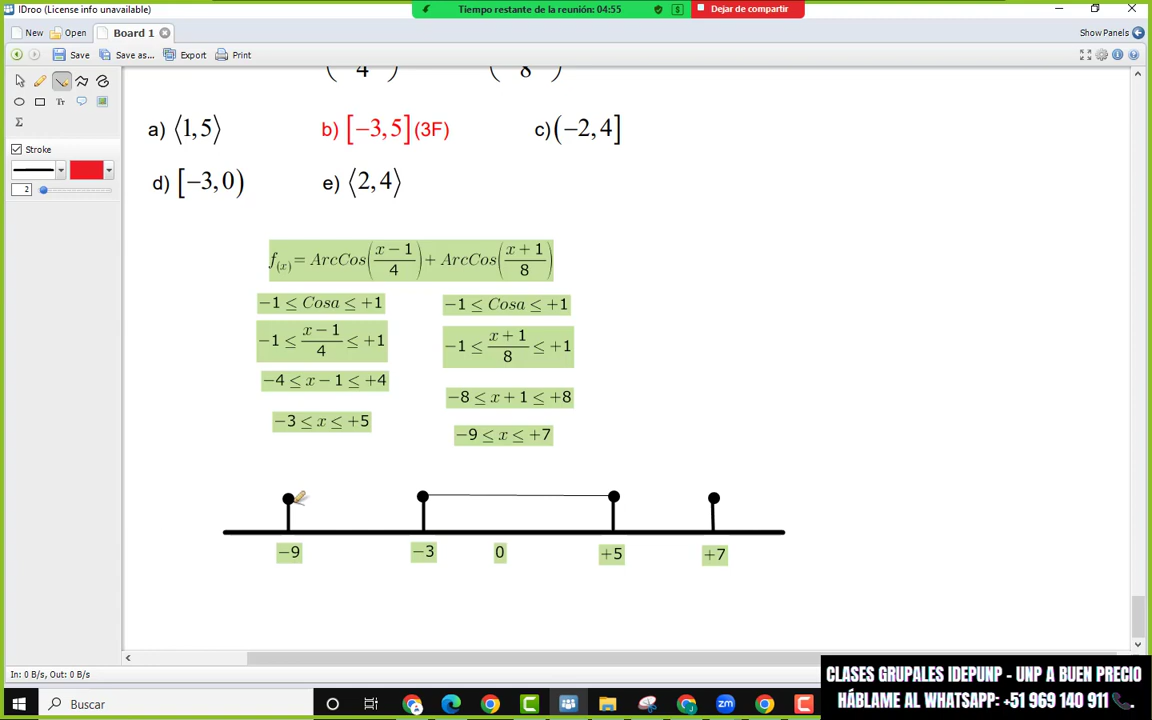 IDroo (License info unavailable)
Tiempo restante de la reunión: 04:55
Dejar de compartir
New Open Board 1
Show Panels
Save Save as... Export Print
( 4 ) ( 8 )
a) ⟨1,5⟩ b) [−3,5](3F) c)(−2,4]
d) [−3,0) e) ⟨2,4⟩
Stroke
2
f(x)= ArcCos((x−1)/4)+ ArcCos((x+1)/8)
−1 ≤ Cosa ≤ +1 −1 ≤ Cosa ≤ +1
−1 ≤ (x−1)/4 ≤ +1 −1 ≤ (x+1)/8 ≤ +1
−4 ≤ x − 1 ≤ +4 −8 ≤ x + 1 ≤ +8
−3 ≤ x ≤ +5 −9 ≤ x ≤ +7
−9 −3 0 +5 +7
In: 0 B/s, Out: 0 B/s
CLASES GRUPALES IDEPUNP - UNP A BUEN PRECIO
HÁBLAME AL WHATSAPP: +51 969 140 911
Buscar